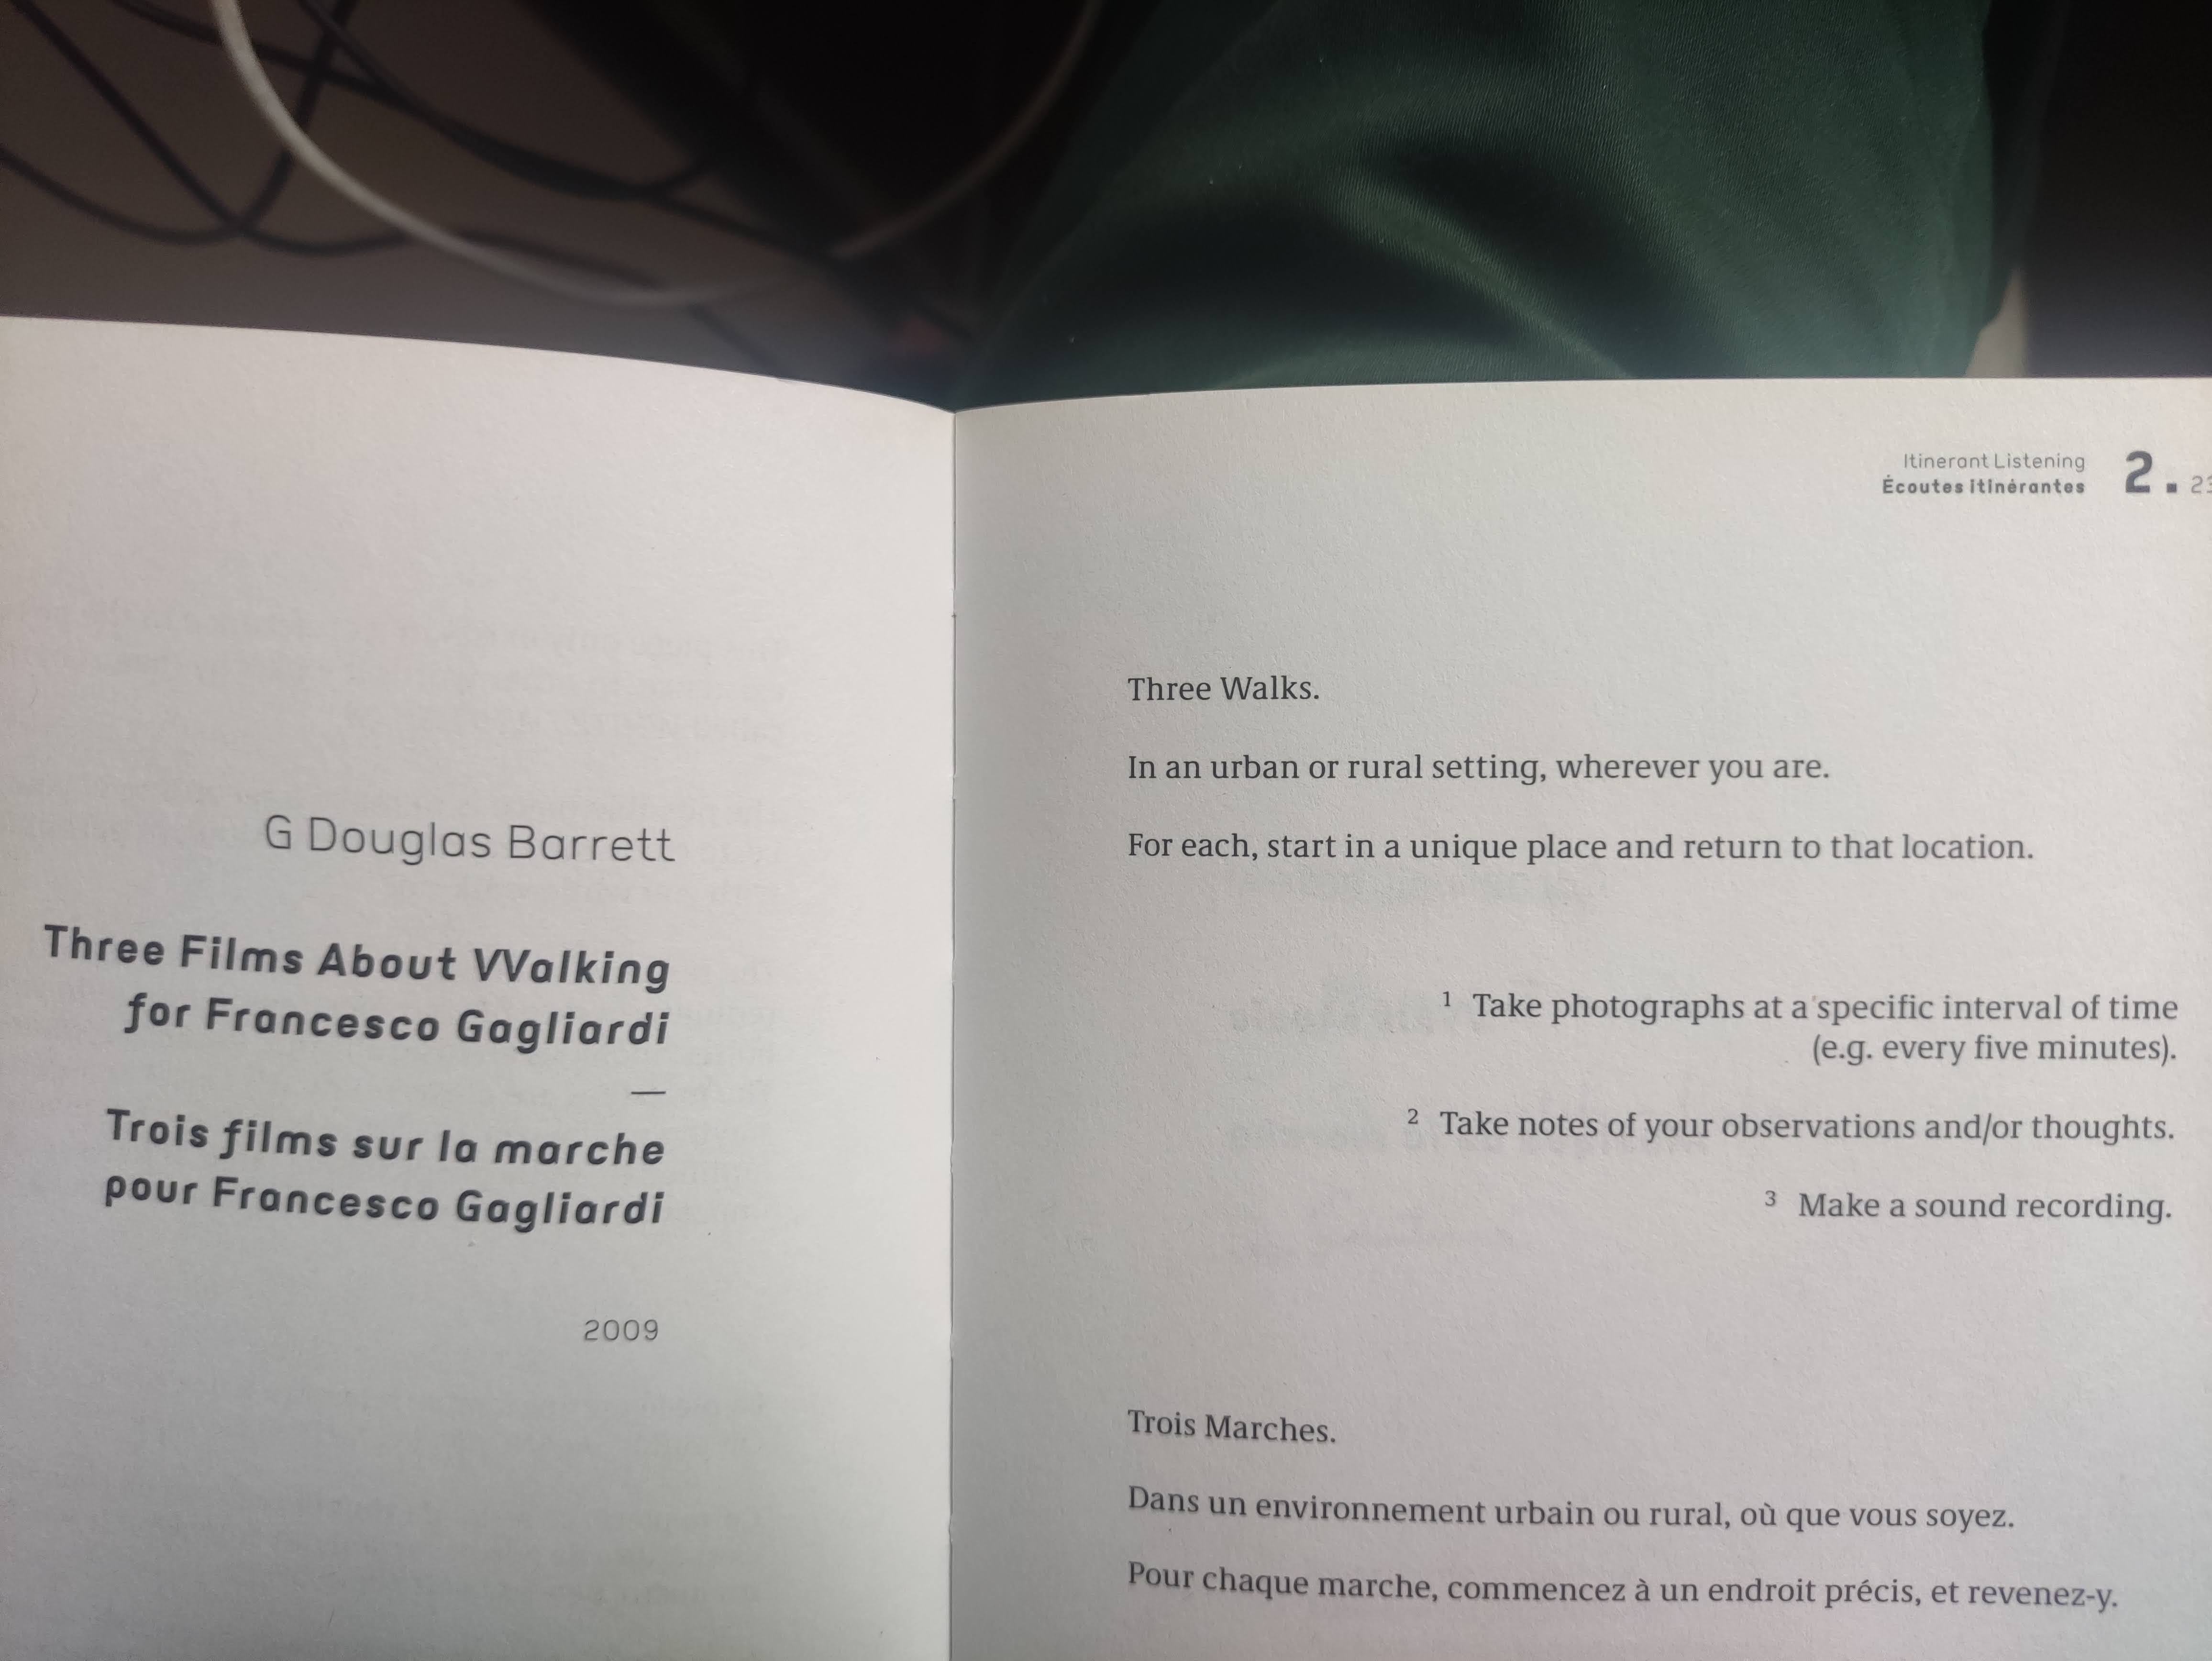 G Douglas Barrett
Three Films About Walking
for Francesco Gagliardi
—
Trois films sur la marche
pour Francesco Gagliardi
2009
Itinerant Listening
Écoutes itinérantes
2.
Three Walks.
In an urban or rural setting, wherever you are.
For each, start in a unique place and return to that location.
1 Take photographs at a specific interval of time
(e.g. every five minutes).
2 Take notes of your observations and/or thoughts.
3 Make a sound recording.
Trois Marches.
Dans un environnement urbain ou rural, où que vous soyez.
Pour chaque marche, commencez à un endroit précis, et revenez-y.